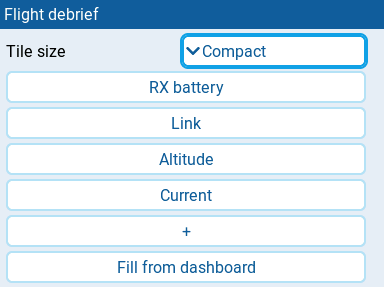 Flight debrief
Tile size
Compact
RX battery
Link
Altitude
Current
+
Fill from dashboard